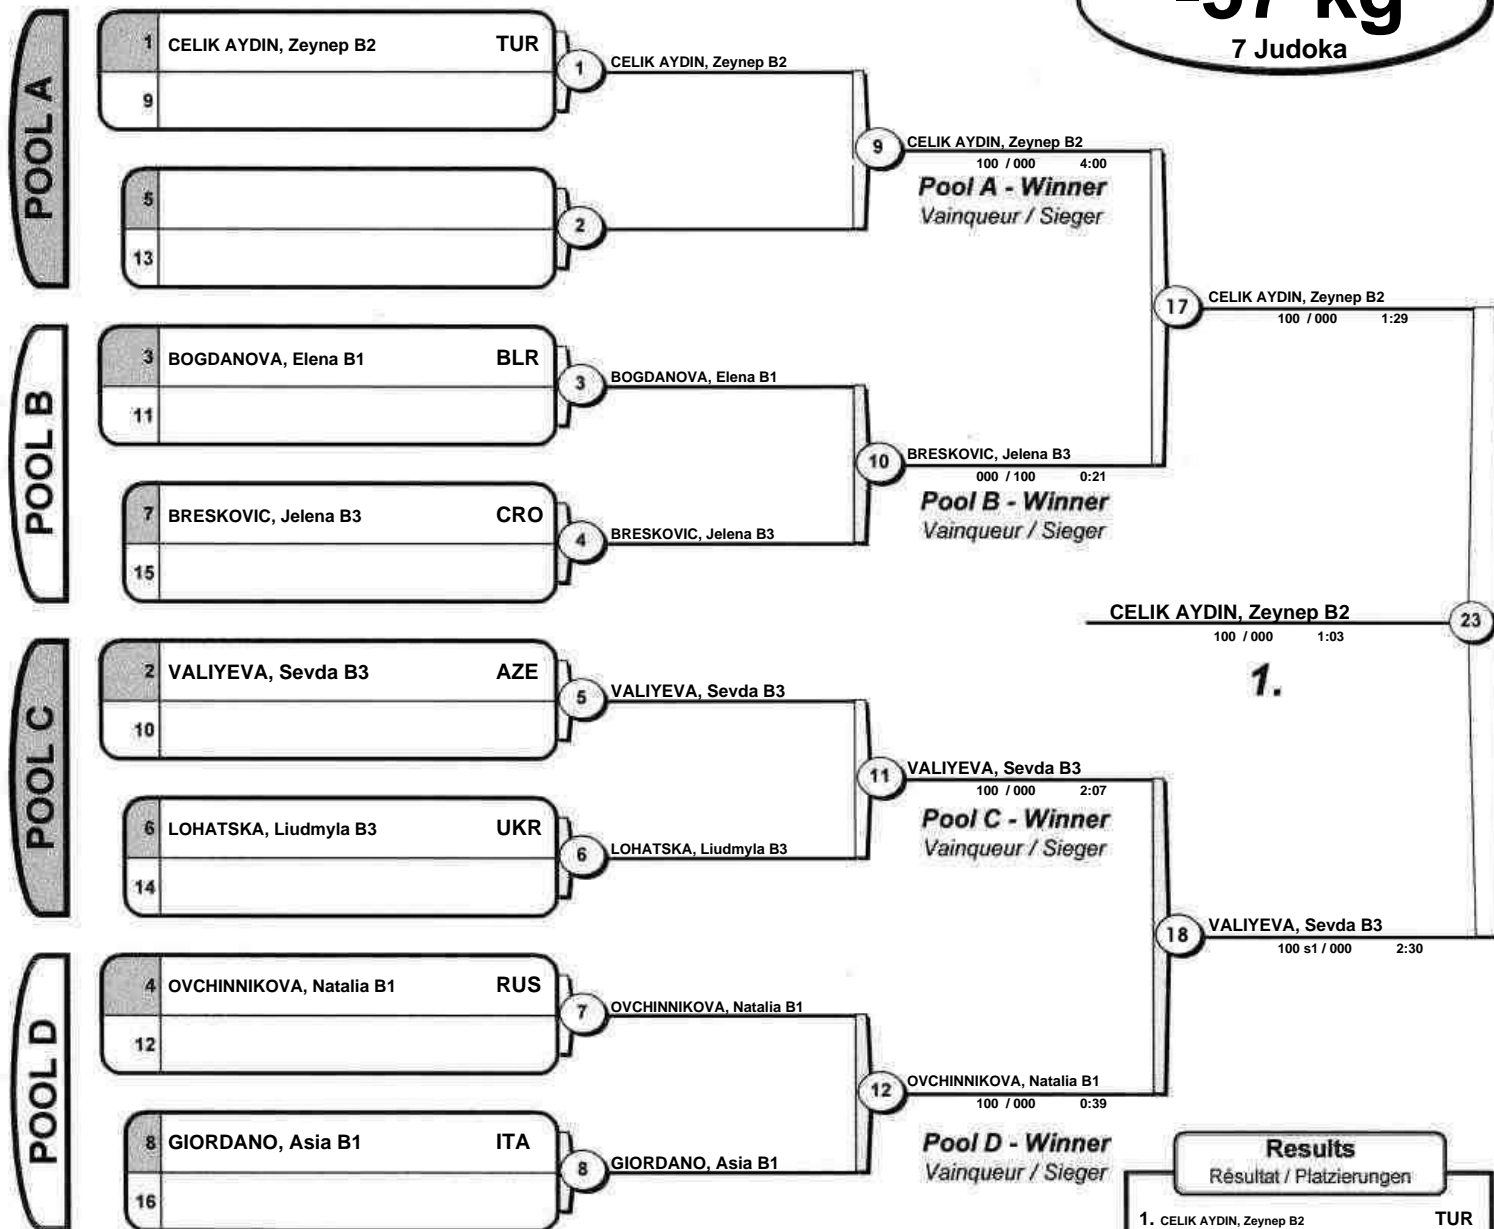 -57 kg
7 Judoka
POOL A
1 CELIK AYDIN, Zeynep B2 TUR
9
1 CELIK AYDIN, Zeynep B2
5
13
2
9 CELIK AYDIN, Zeynep B2
100 / 000 4:00
Pool A - Winner
Vainqueur / Sieger
POOL B
3 BOGDANOVA, Elena B1 BLR
11
3 BOGDANOVA, Elena B1
7 BRESKOVIC, Jelena B3 CRO
15
4 BRESKOVIC, Jelena B3
10 BRESKOVIC, Jelena B3
000 / 100 0:21
Pool B - Winner
Vainqueur / Sieger
17 CELIK AYDIN, Zeynep B2
100 / 000 1:29
CELIK AYDIN, Zeynep B2 23
100 / 000 1:03
1.
POOL C
2 VALIYEVA, Sevda B3 AZE
10
5 VALIYEVA, Sevda B3
6 LOHATSKA, Liudmyla B3 UKR
14
6 LOHATSKA, Liudmyla B3
11 VALIYEVA, Sevda B3
100 / 000 2:07
Pool C - Winner
Vainqueur / Sieger
18 VALIYEVA, Sevda B3
100 s1 / 000 2:30
POOL D
4 OVCHINNIKOVA, Natalia B1 RUS
12
7 OVCHINNIKOVA, Natalia B1
8 GIORDANO, Asia B1 ITA
16
8 GIORDANO, Asia B1
12 OVCHINNIKOVA, Natalia B1
100 / 000 0:39
Pool D - Winner
Vainqueur / Sieger
Results
Résultat / Platzierungen
1. CELIK AYDIN, Zeynep B2 TUR